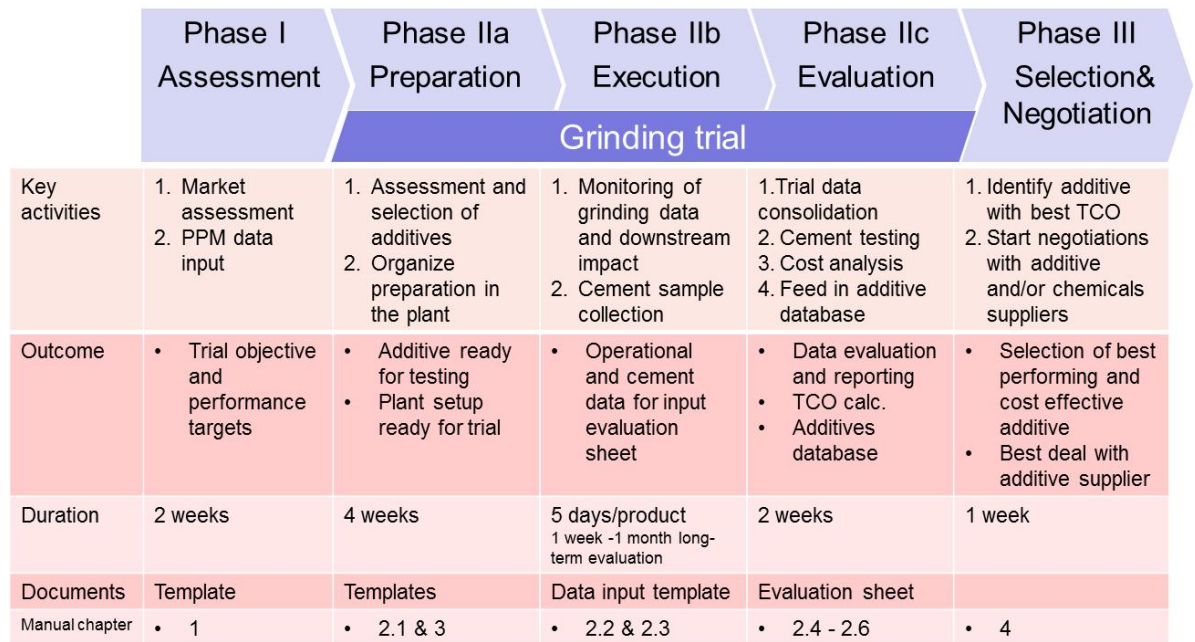 Phase I
Assessment
Phase IIa
Preparation
Phase IIb
Execution
Phase IIc
Evaluation
Phase III
Selection&
Negotiation
Grinding trial
Key
activities
1. Market
assessment
2. PPM data
input
1. Assessment and
selection of
additives
2. Organize
preparation in
the plant
1. Monitoring of
grinding data
and downstream
impact
2. Cement sample
collection
1.Trial data
consolidation
2. Cement testing
3. Cost analysis
4. Feed in additive
database
1. Identify additive
with best TCO
2. Start negotiations
with additive
and/or chemicals
suppliers
Outcome
• Trial objective
and
performance
targets
• Additive ready
for testing
• Plant setup
ready for trial
• Operational
and cement
data for input
evaluation
sheet
• Data evaluation
and reporting
• TCO calc.
• Additives
database
• Selection of best
performing and
cost effective
additive
• Best deal with
additive supplier
Duration
2 weeks
4 weeks
5 days/product
1 week -1 month long-
term evaluation
2 weeks
1 week
Documents
Template
Templates
Data input template
Evaluation sheet
Manual chapter
• 1
• 2.1 & 3
• 2.2 & 2.3
• 2.4 - 2.6
• 4